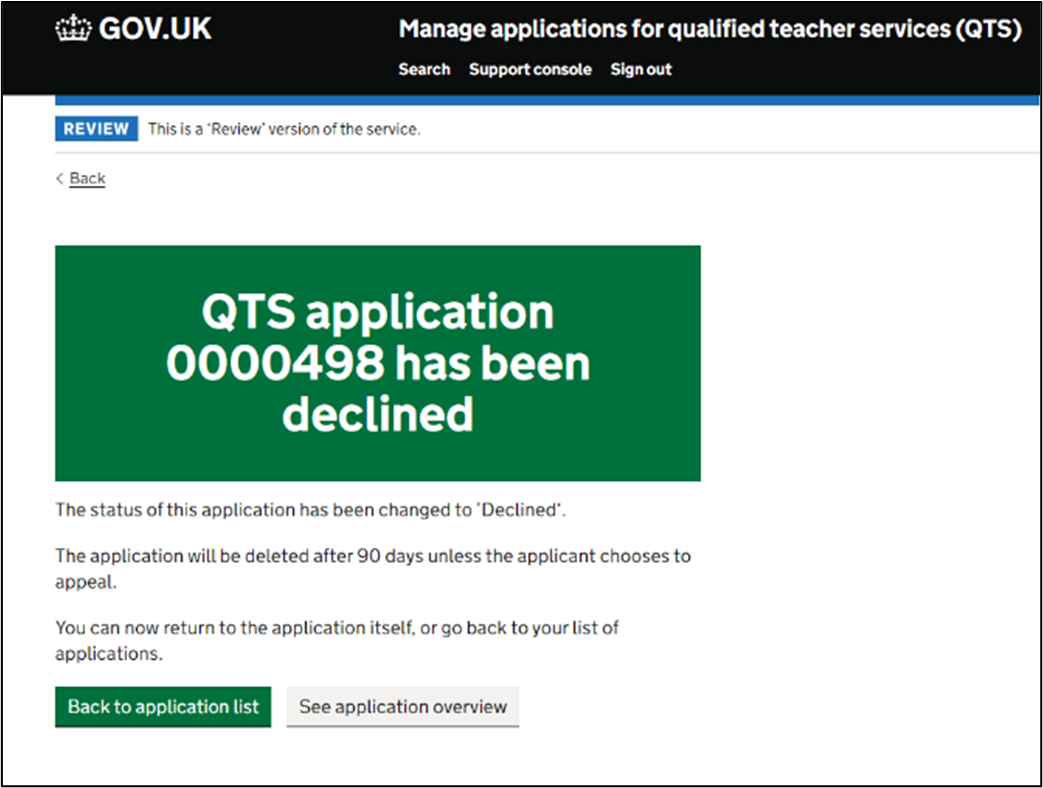 GOV.UK
Manage applications for qualified teacher services (QTS)
Search Support console Sign out
REVIEW This is a ‘Review’ version of the service.
< Back
QTS application
0000498 has been
declined
The status of this application has been changed to 'Declined'.
The application will be deleted after 90 days unless the applicant chooses to
appeal.
You can now return to the application itself, or go back to your list of
applications.
Back to application list See application overview